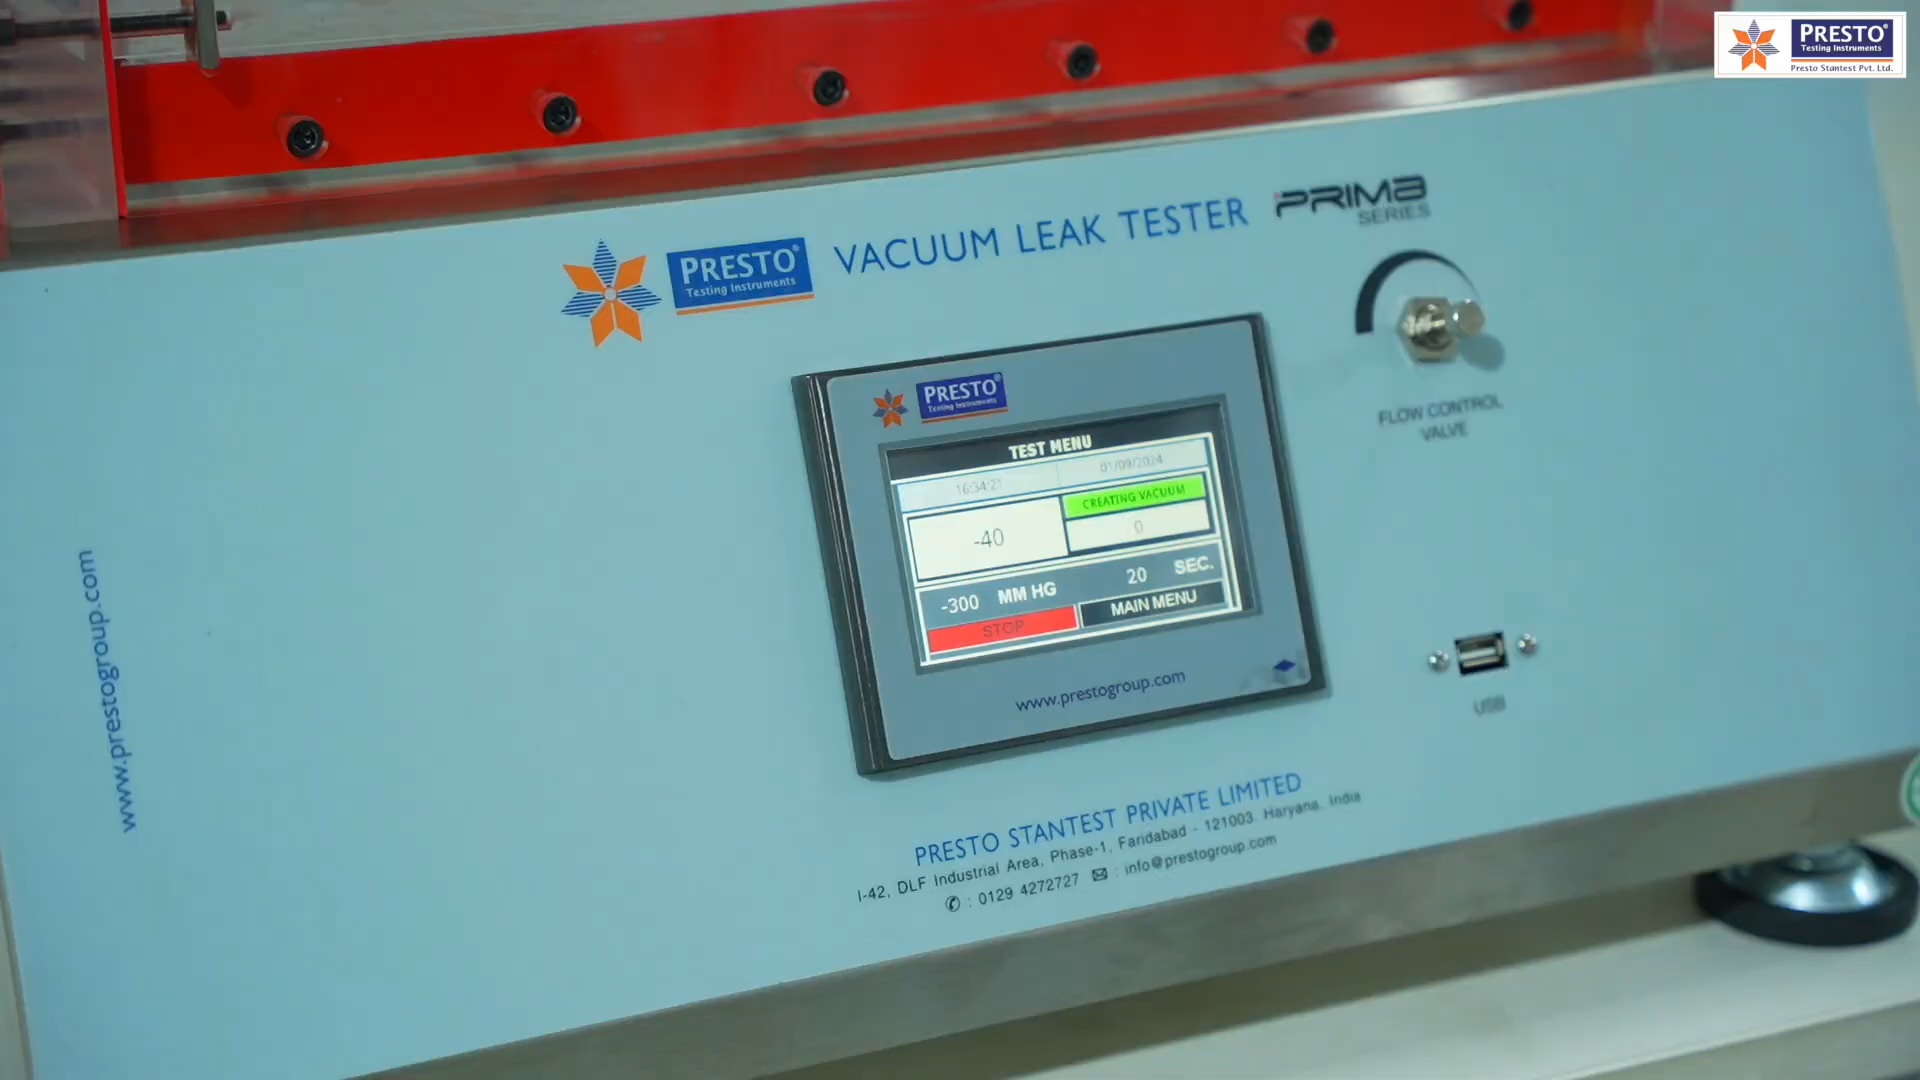 PRESTO®
Testing Instruments
Presto Stantest Pvt. Ltd.
PRESTO®
Testing Instruments
VACUUM LEAK TESTER
PRIMA
SERIES
FLOW CONTROL
VALVE
PRESTO®
Testing Instruments
TEST MENU
16:34:21
01/09/2024
-40
CREATING VACUUM
0
-300 MM HG
20 SEC.
STOP
MAIN MENU
www.prestogroup.com
USB
www.prestogroup.com
PRESTO STANTEST PRIVATE LIMITED
I-42, DLF Industrial Area, Phase-1, Faridabad - 121003. Haryana. India
✆ : 0129 4272727 ✉ : info@prestogroup.com